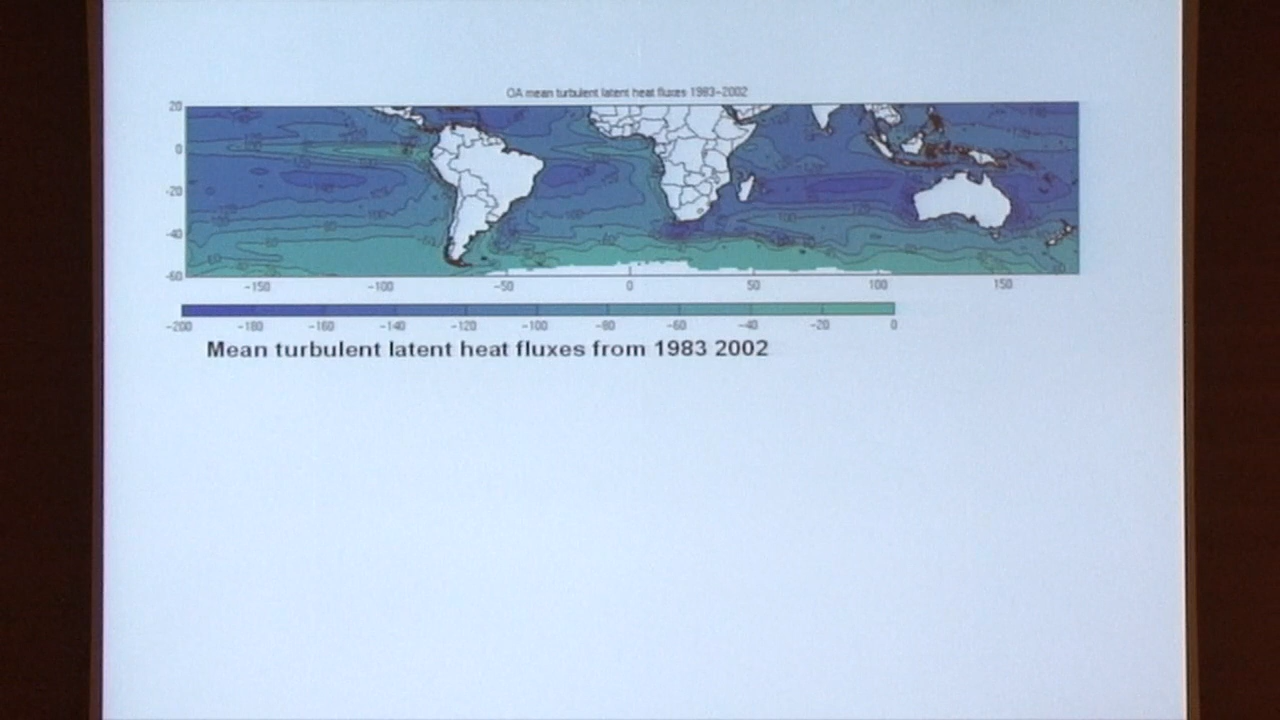 OA mean turbulent latent heat fluxes 1983-2002
20
0
-20
-40
-60
-150 -100 -50 0 50 100 150
-200 -180 -160 -140 -120 -100 -80 -60 -40 -20 0
Mean turbulent latent heat fluxes from 1983 2002